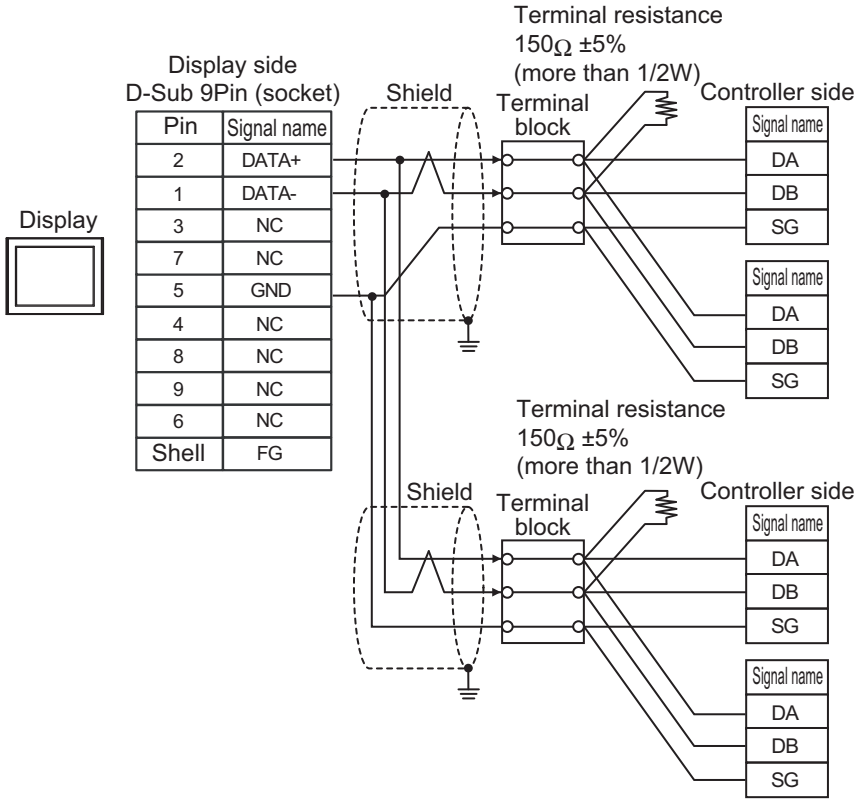 Terminal resistance
150Ω ±5%
(more than 1/2W)
Display side
D-Sub 9Pin (socket)
Shield
Terminal
block
Controller side
Pin Signal name
2 DATA+
1 DATA-
3 NC
7 NC
5 GND
4 NC
8 NC
9 NC
6 NC
Shell FG
Display
Signal name
DA
DB
SG
Signal name
DA
DB
SG
Terminal resistance
150Ω ±5%
(more than 1/2W)
Shield
Terminal
block
Controller side
Signal name
DA
DB
SG
Signal name
DA
DB
SG